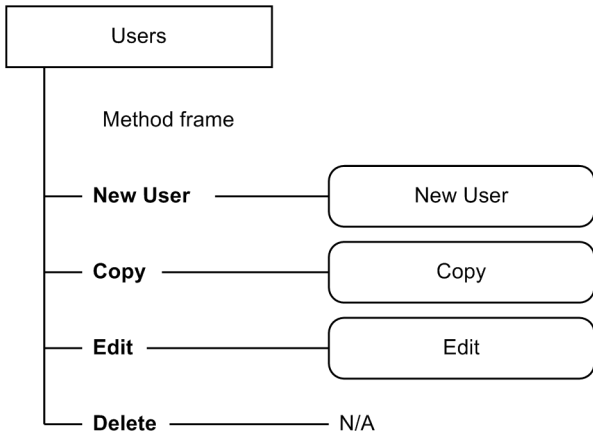 Users
Method frame
New User New User
Copy Copy
Edit Edit
Delete N/A